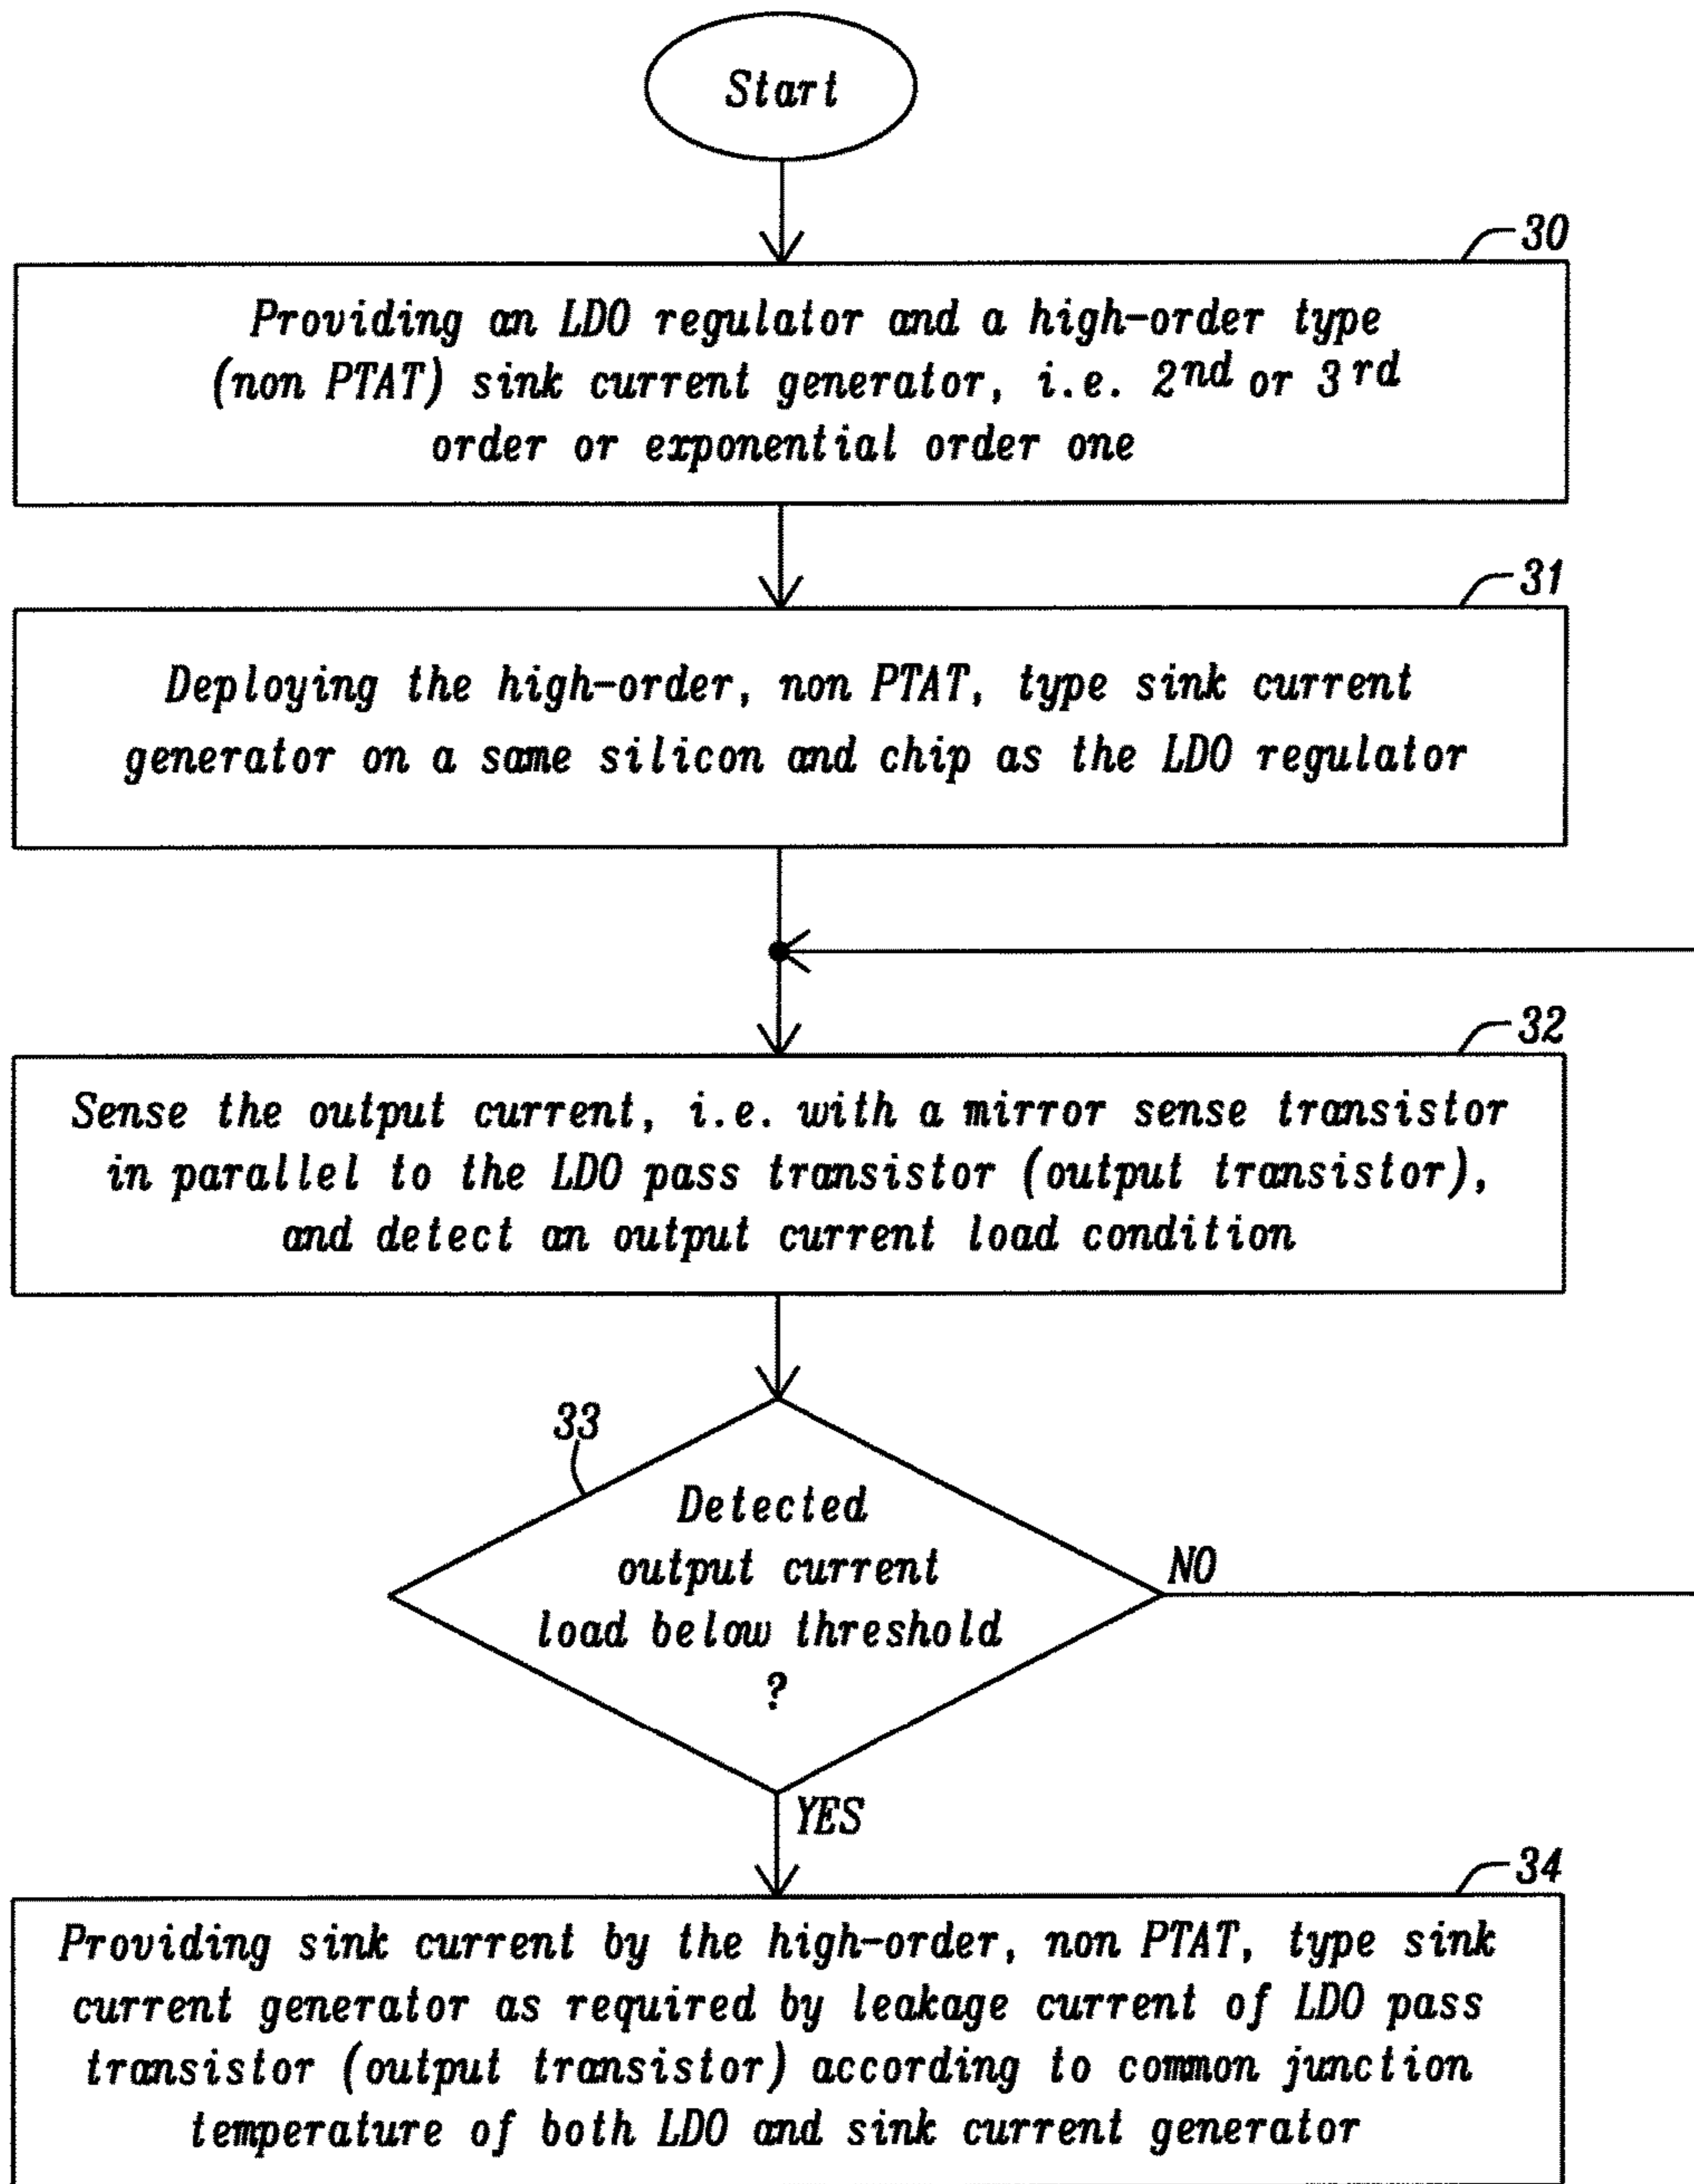 Start
30
Providing an LDO regulator and a high-order type
(non PTAT) sink current generator, i.e. 2nd or 3rd
order or exponential order one
31
Deploying the high-order, non PTAT, type sink current
generator on a same silicon and chip as the LDO regulator
32
Sense the output current, i.e. with a mirror sense transistor
in parallel to the LDO pass transistor (output transistor),
and detect an output current load condition
33
Detected
output current
load below threshold
?
NO
YES
34
Providing sink current by the high-order, non PTAT, type sink
current generator as required by leakage current of LDO pass
transistor (output transistor) according to common junction
temperature of both LDO and sink current generator